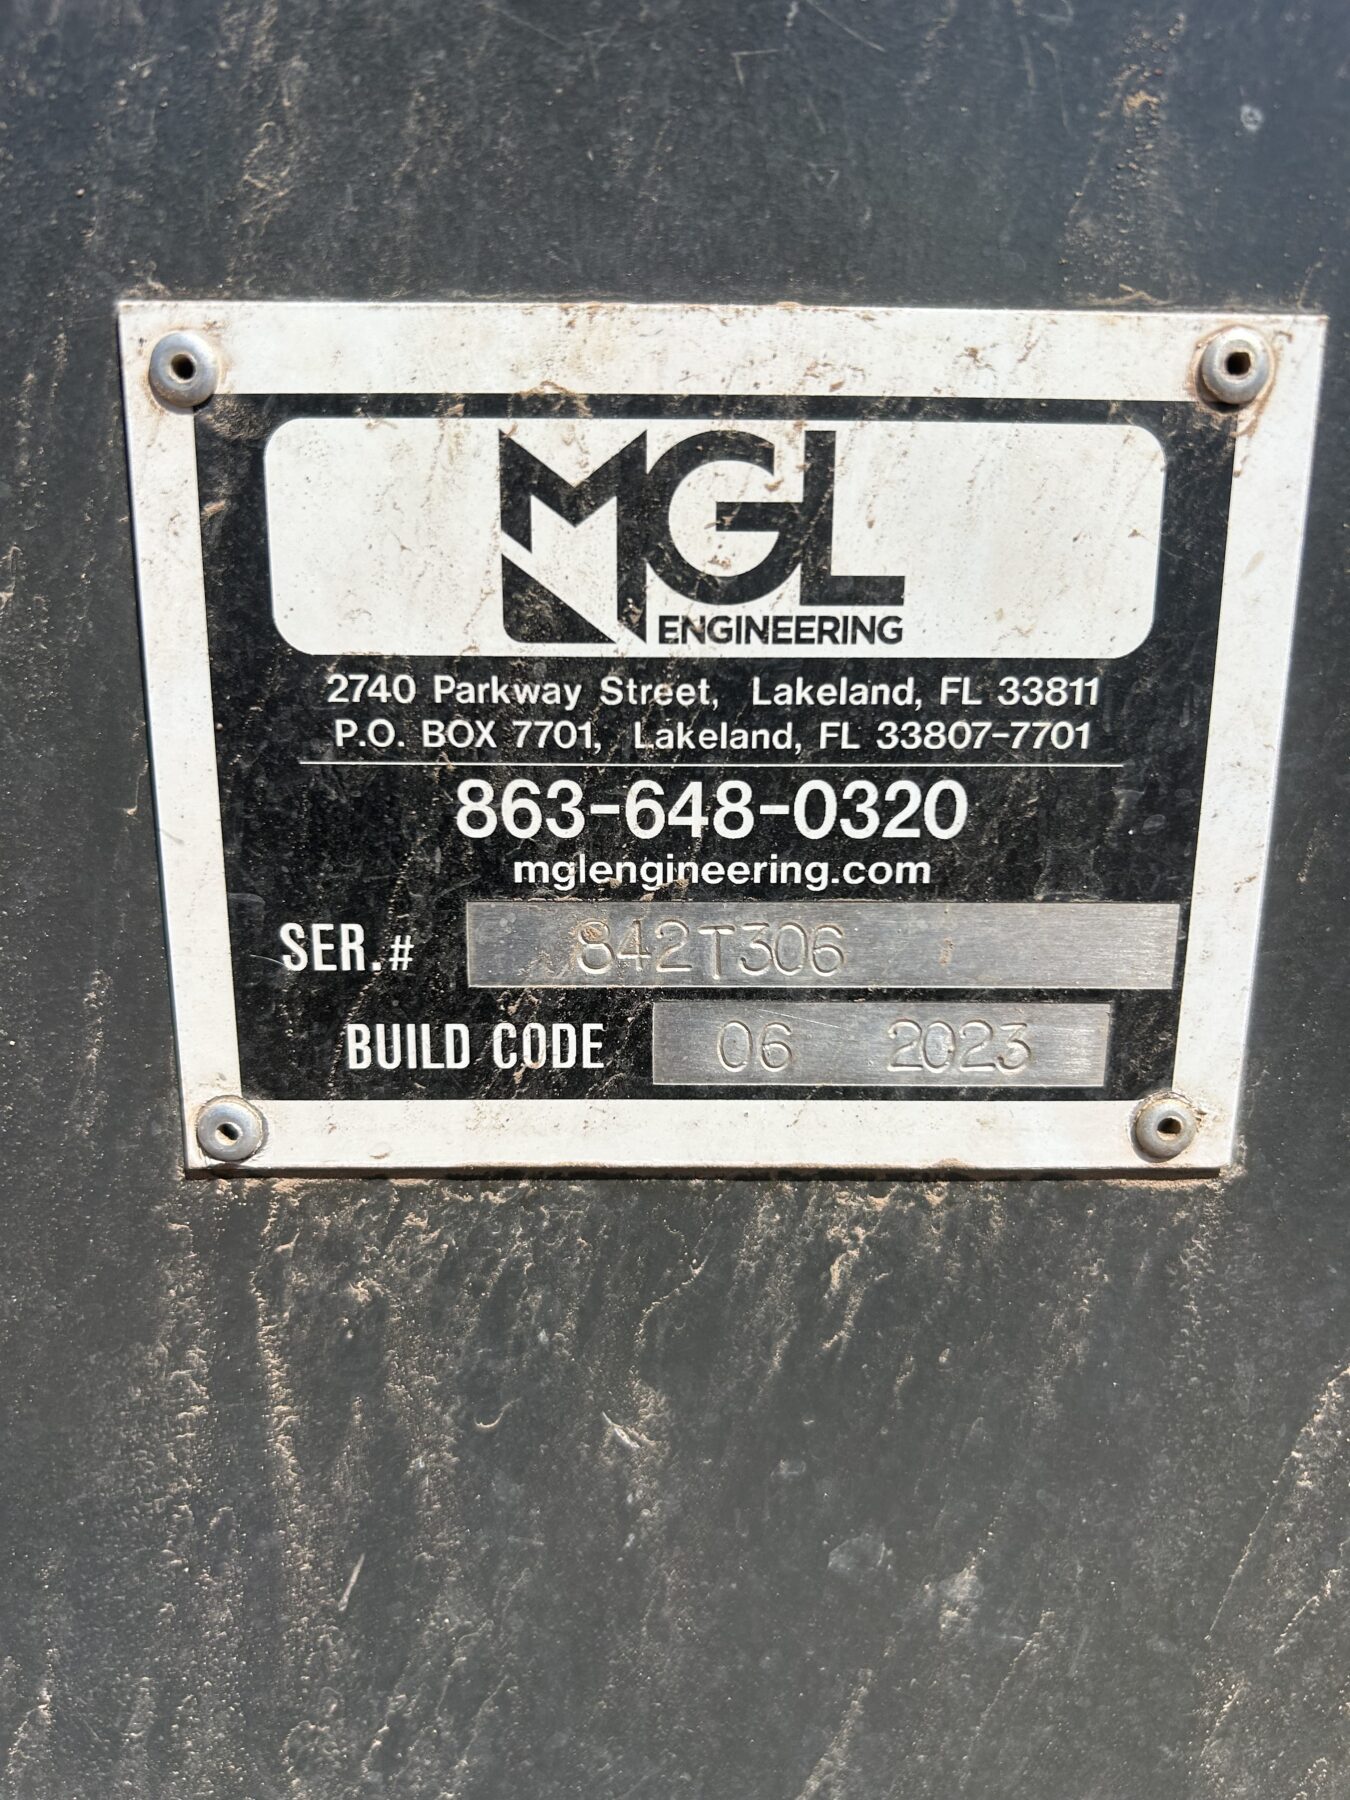 MGL
ENGINEERING
2740 Parkway Street, Lakeland, FL 33811
P.O. BOX 7701, Lakeland, FL 33807-7701
863-648-0320
mglengineering.com
SER.# 842T306
BUILD CODE 06 2023